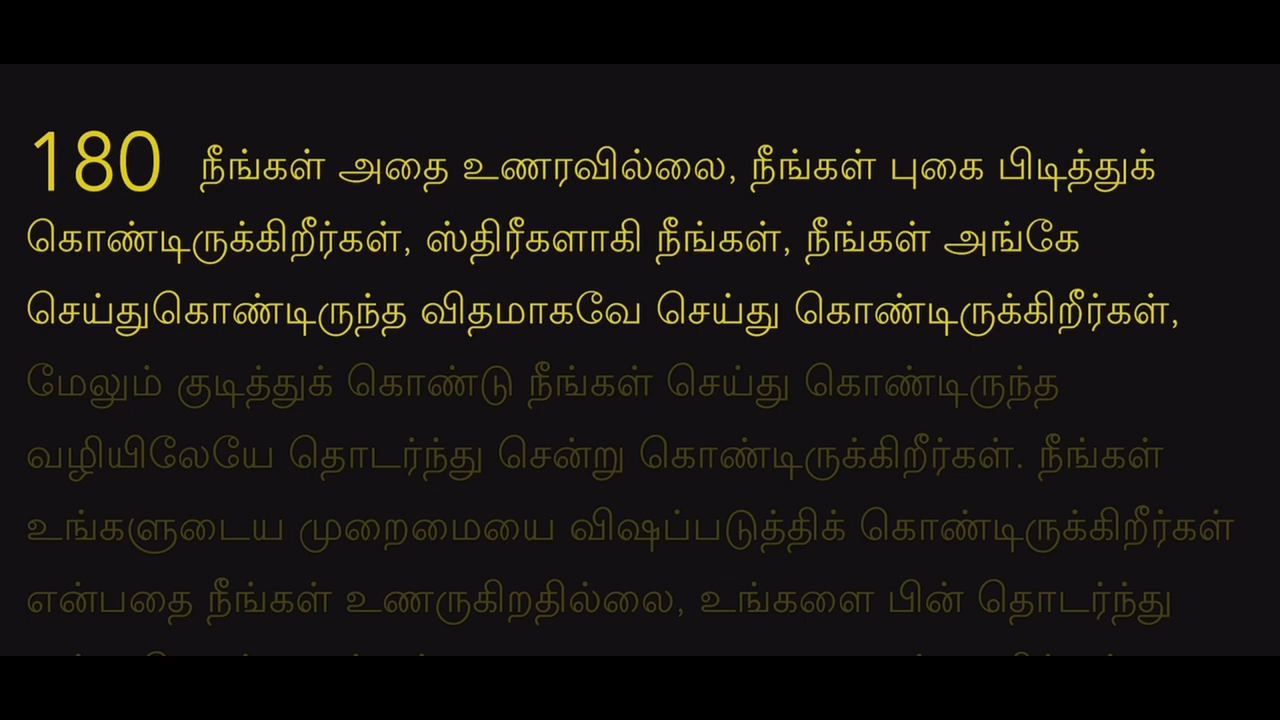 180 நீங்கள் அதை உணரவில்லை, நீங்கள் புகை பிடித்துக்
கொண்டிருக்கிறீர்கள், ஸ்திரீகளாகி நீங்கள், நீங்கள் அங்கே
செய்துகொண்டிருந்த விதமாகவே செய்து கொண்டிருக்கிறீர்கள்,
மேலும் குடித்துக் கொண்டு நீங்கள் செய்து கொண்டிருந்த
வழியிலேயே தொடர்ந்து சென்று கொண்டிருக்கிறீர்கள். நீங்கள்
உங்களுடைய முறைமையை விஷப்படுத்திக் கொண்டிருக்கிறீர்கள்
என்பதை நீங்கள் உணருகிறதில்லை, உங்களை பின் தொடர்ந்து